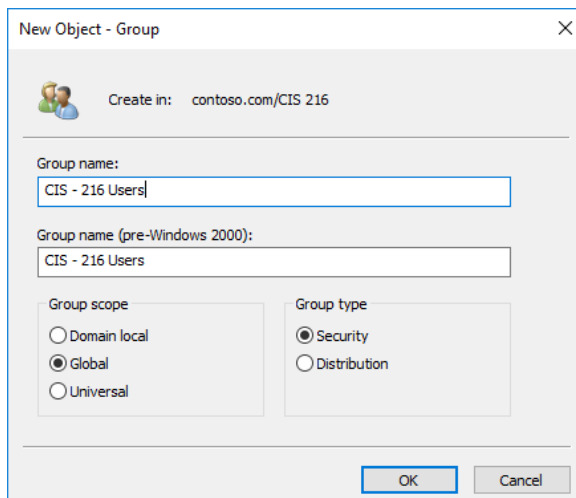 New Object - Group
Create in: contoso.com/CIS 216
Group name:
CIS - 216 Users
Group name (pre-Windows 2000):
CIS - 216 Users
Group scope
Domain local
Global
Universal
Group type
Security
Distribution
OK
Cancel